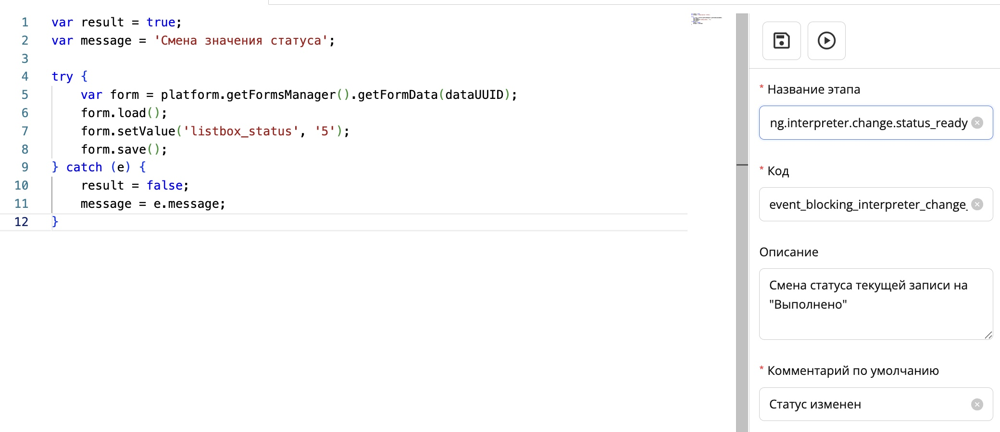 1 var result = true;
2 var message = 'Смена значения статуса';
3
4 try {
5 var form = platform.getFormsManager().getFormData(dataUUID);
6 form.load();
7 form.setValue('listbox_status', '5');
8 form.save();
9 } catch (e) {
10 result = false;
11 message = e.message;
12 }
* Название этапа
ng.interpreter.change.status_ready
* Код
event_blocking_interpreter_change_
Описание
Смена статуса текущей записи на
"Выполнено"
* Комментарий по умолчанию
Статус изменен